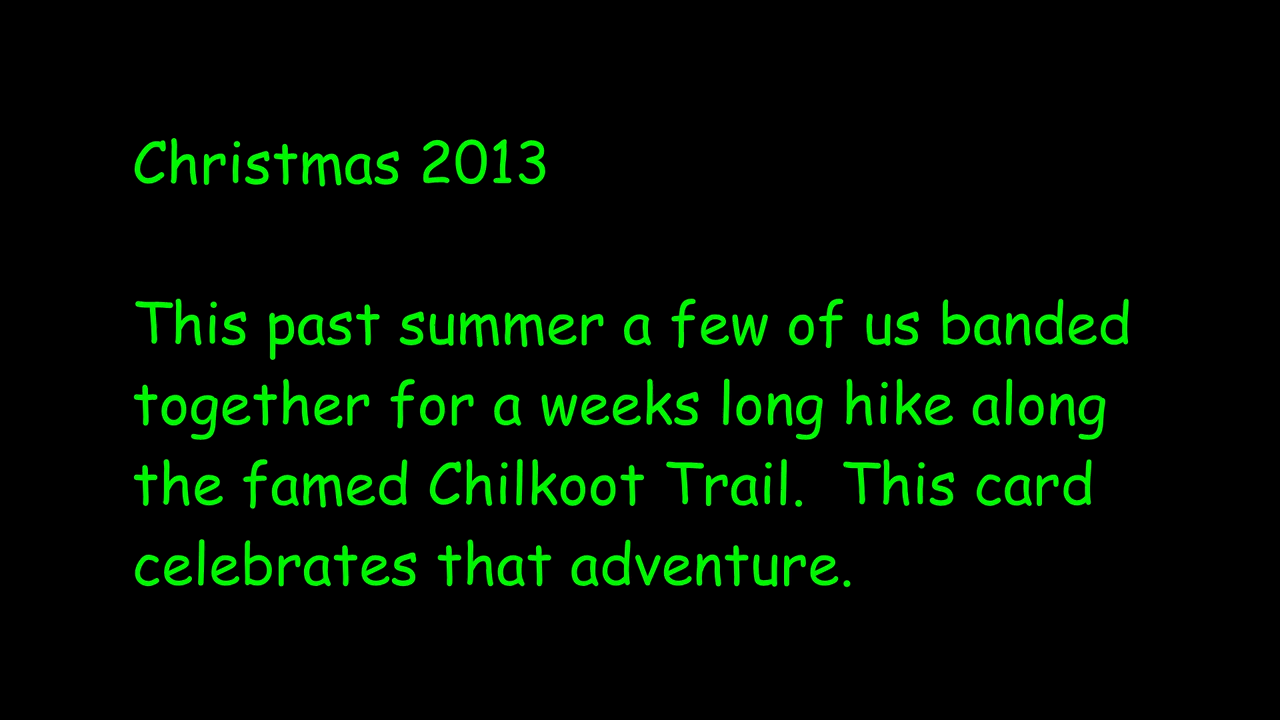 Christmas 2013
This past summer a few of us banded
together for a weeks long hike along
the famed Chilkoot Trail.  This card
celebrates that adventure.